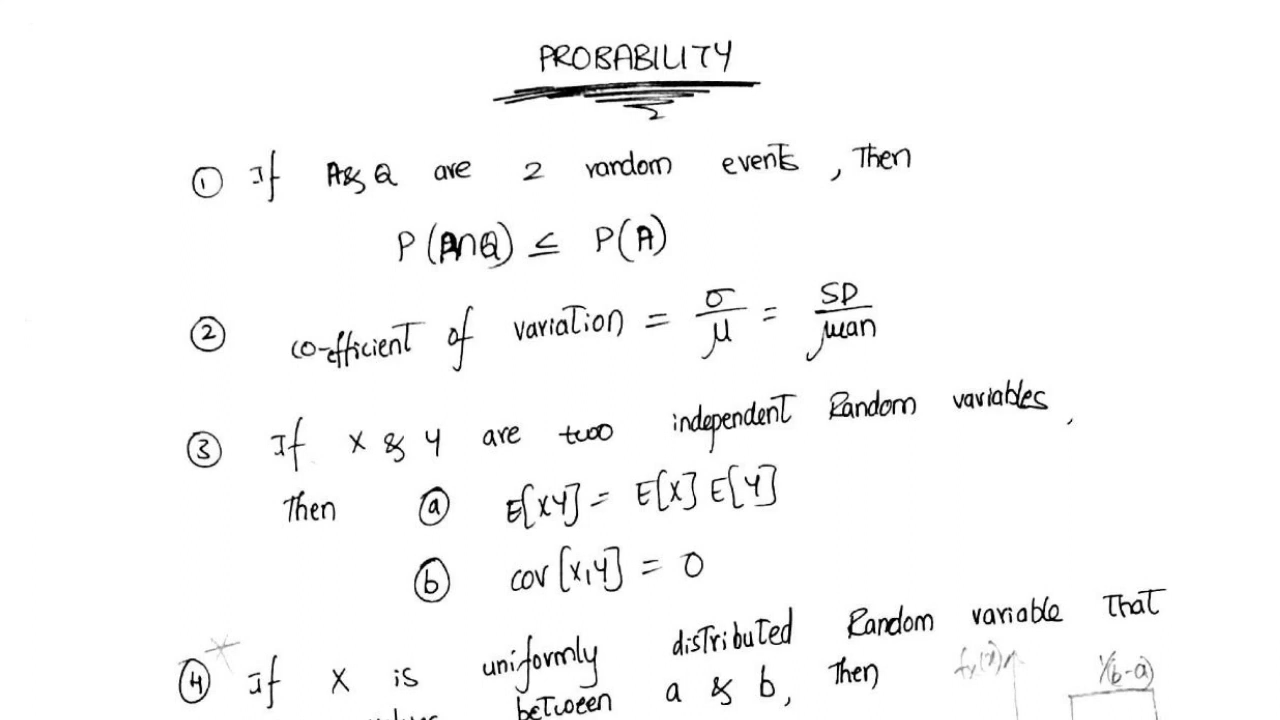 PROBABILITY
① If A & Q are 2 random events, Then
P(A∩Q) ≤ P(A)
② co-efficient of variation = σ/μ = SD/mean
③ If X & Y are two independent Random variables,
Then ⓐ E[XY] = E[X] E[Y]
ⓑ cov[X,Y] = 0
④ If X is uniformly distributed Random variable that
between a & b, Then fx(x) 1/(b-a)